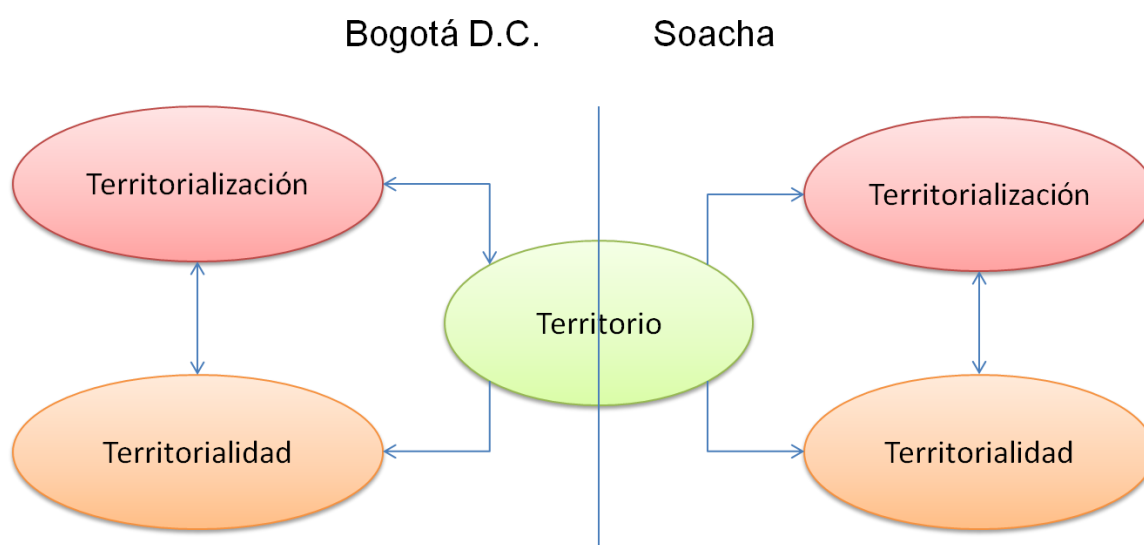 Bogotá D.C. Soacha
Territorialización
Territorialización
Territorio
Territorialidad
Territorialidad